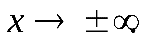 x → ±∞